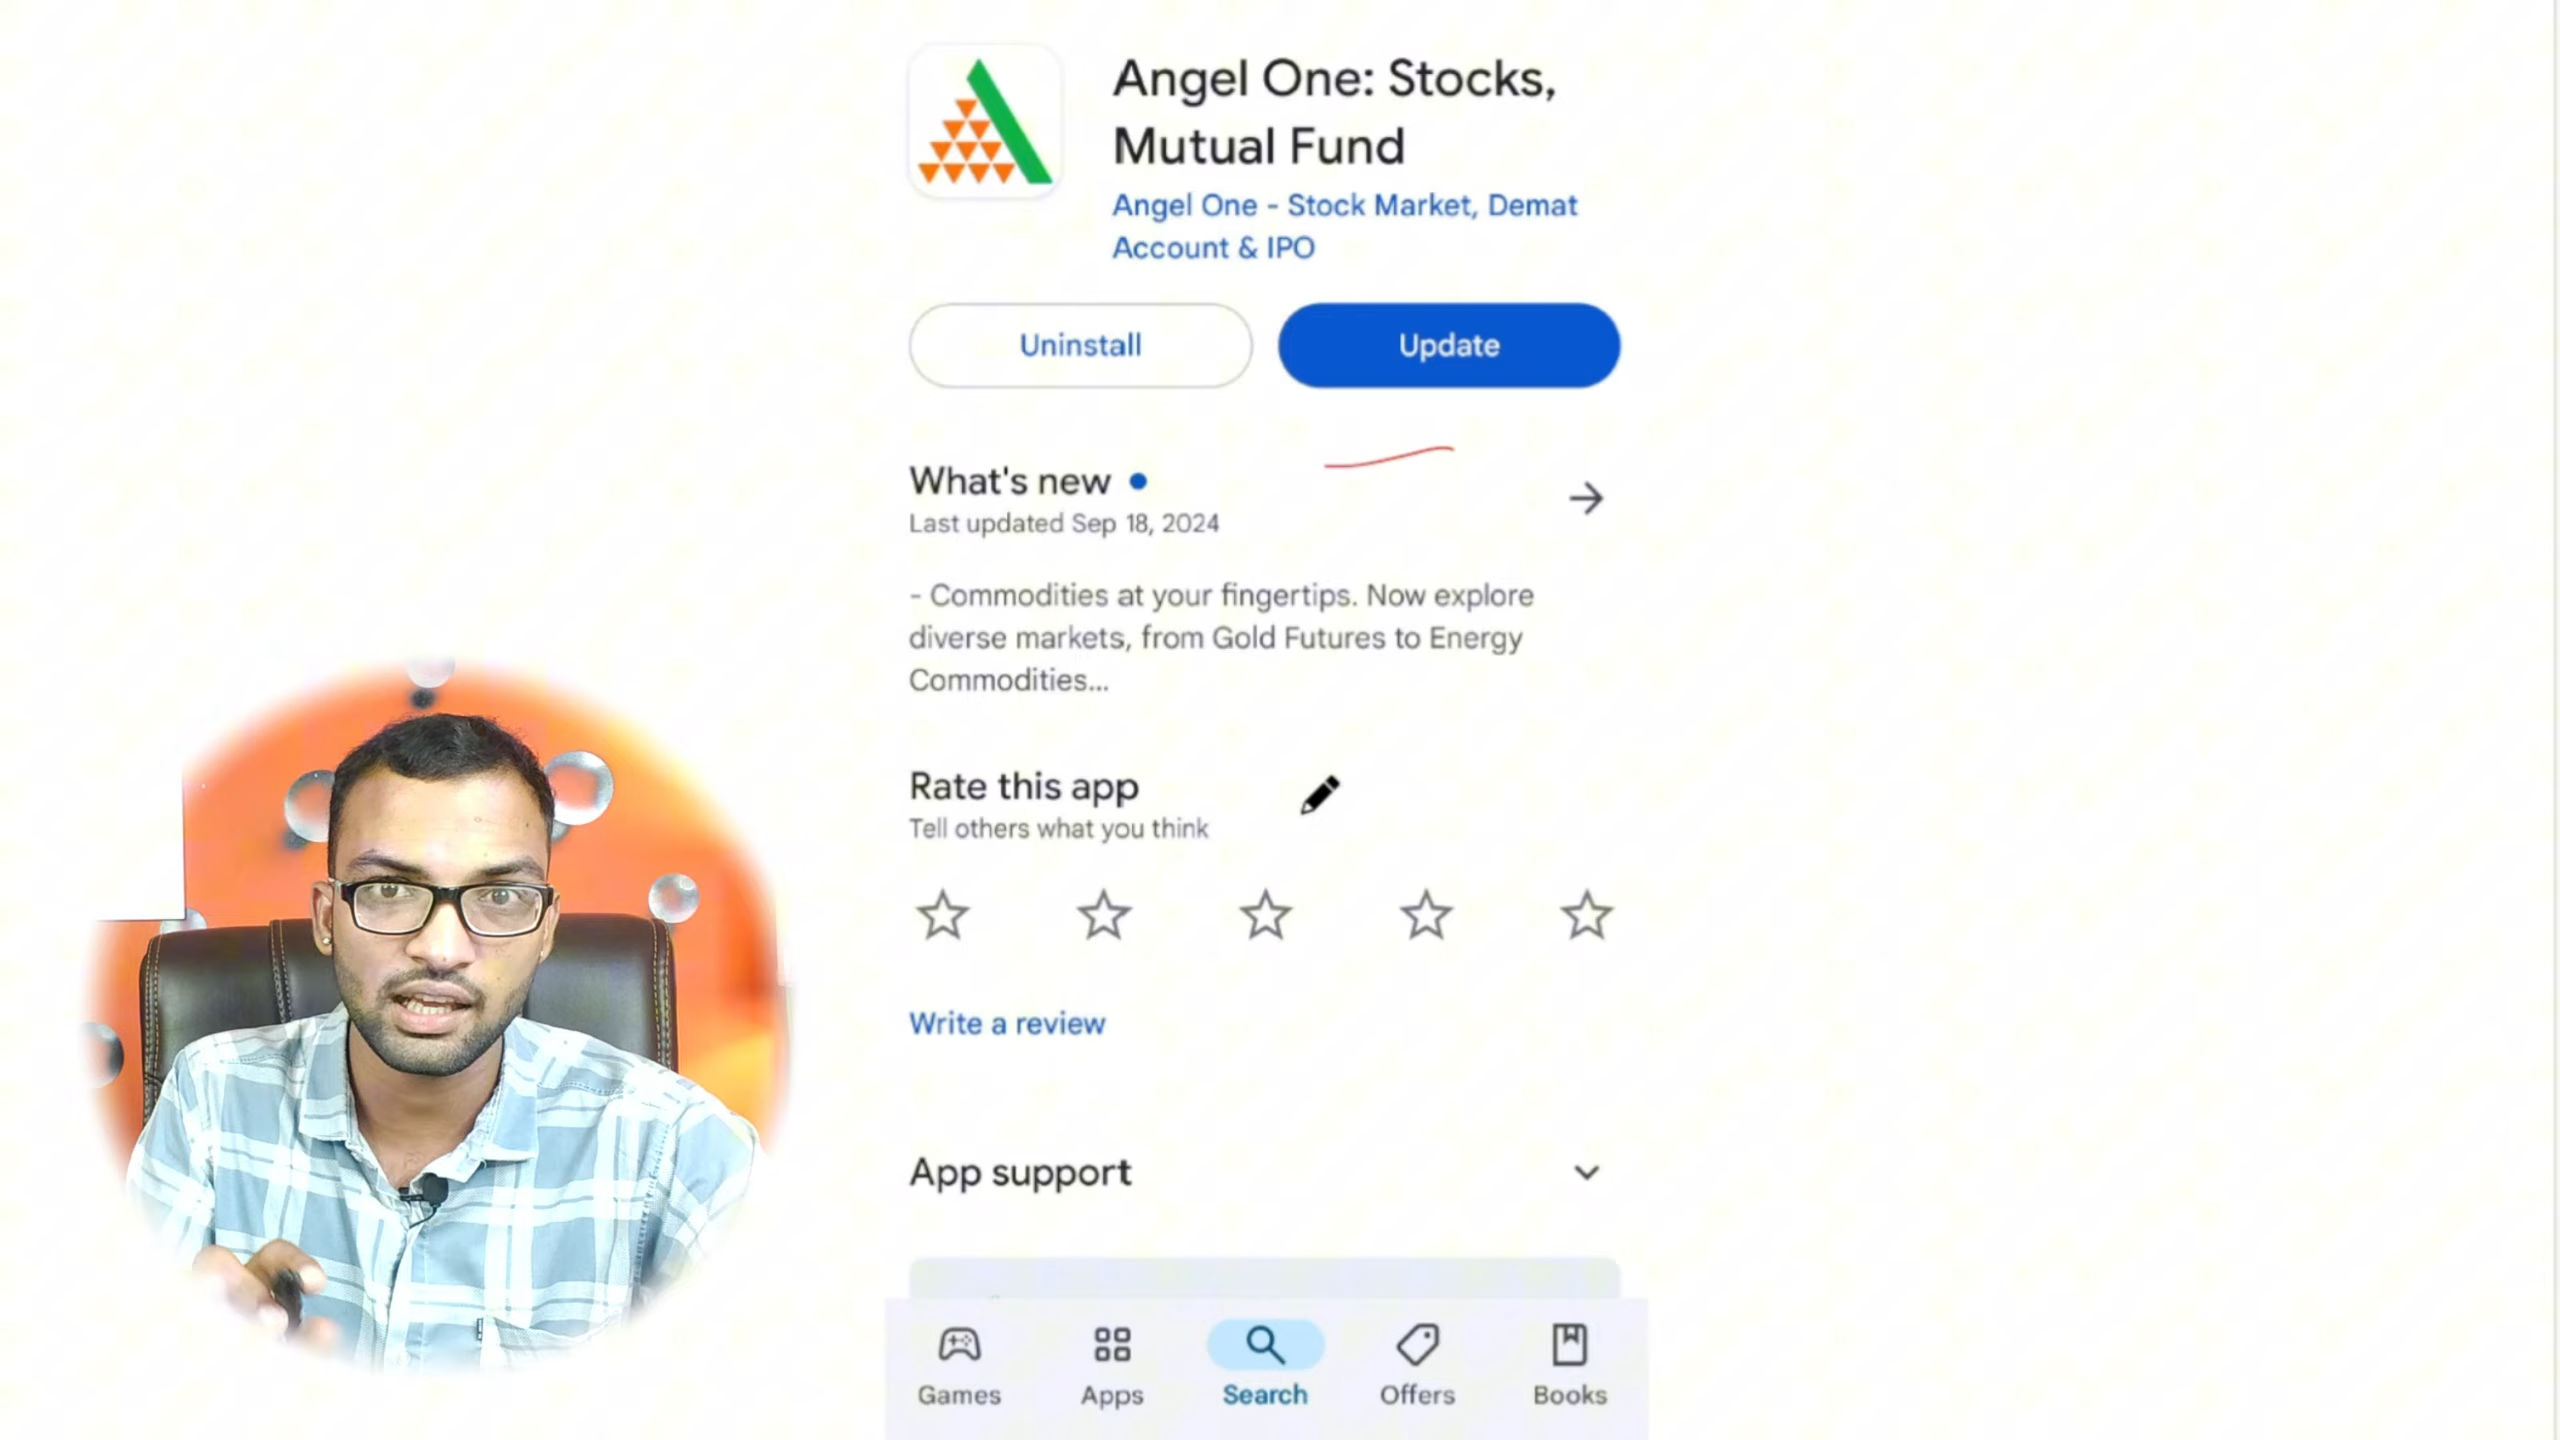 Angel One: Stocks,
Mutual Fund
Angel One - Stock Market, Demat
Account & IPO
Uninstall
Update
What's new
Last updated Sep 18, 2024
- Commodities at your fingertips. Now explore
diverse markets, from Gold Futures to Energy
Commodities...
Rate this app
Tell others what you think
Write a review
App support
Games
Apps
Search
Offers
Books